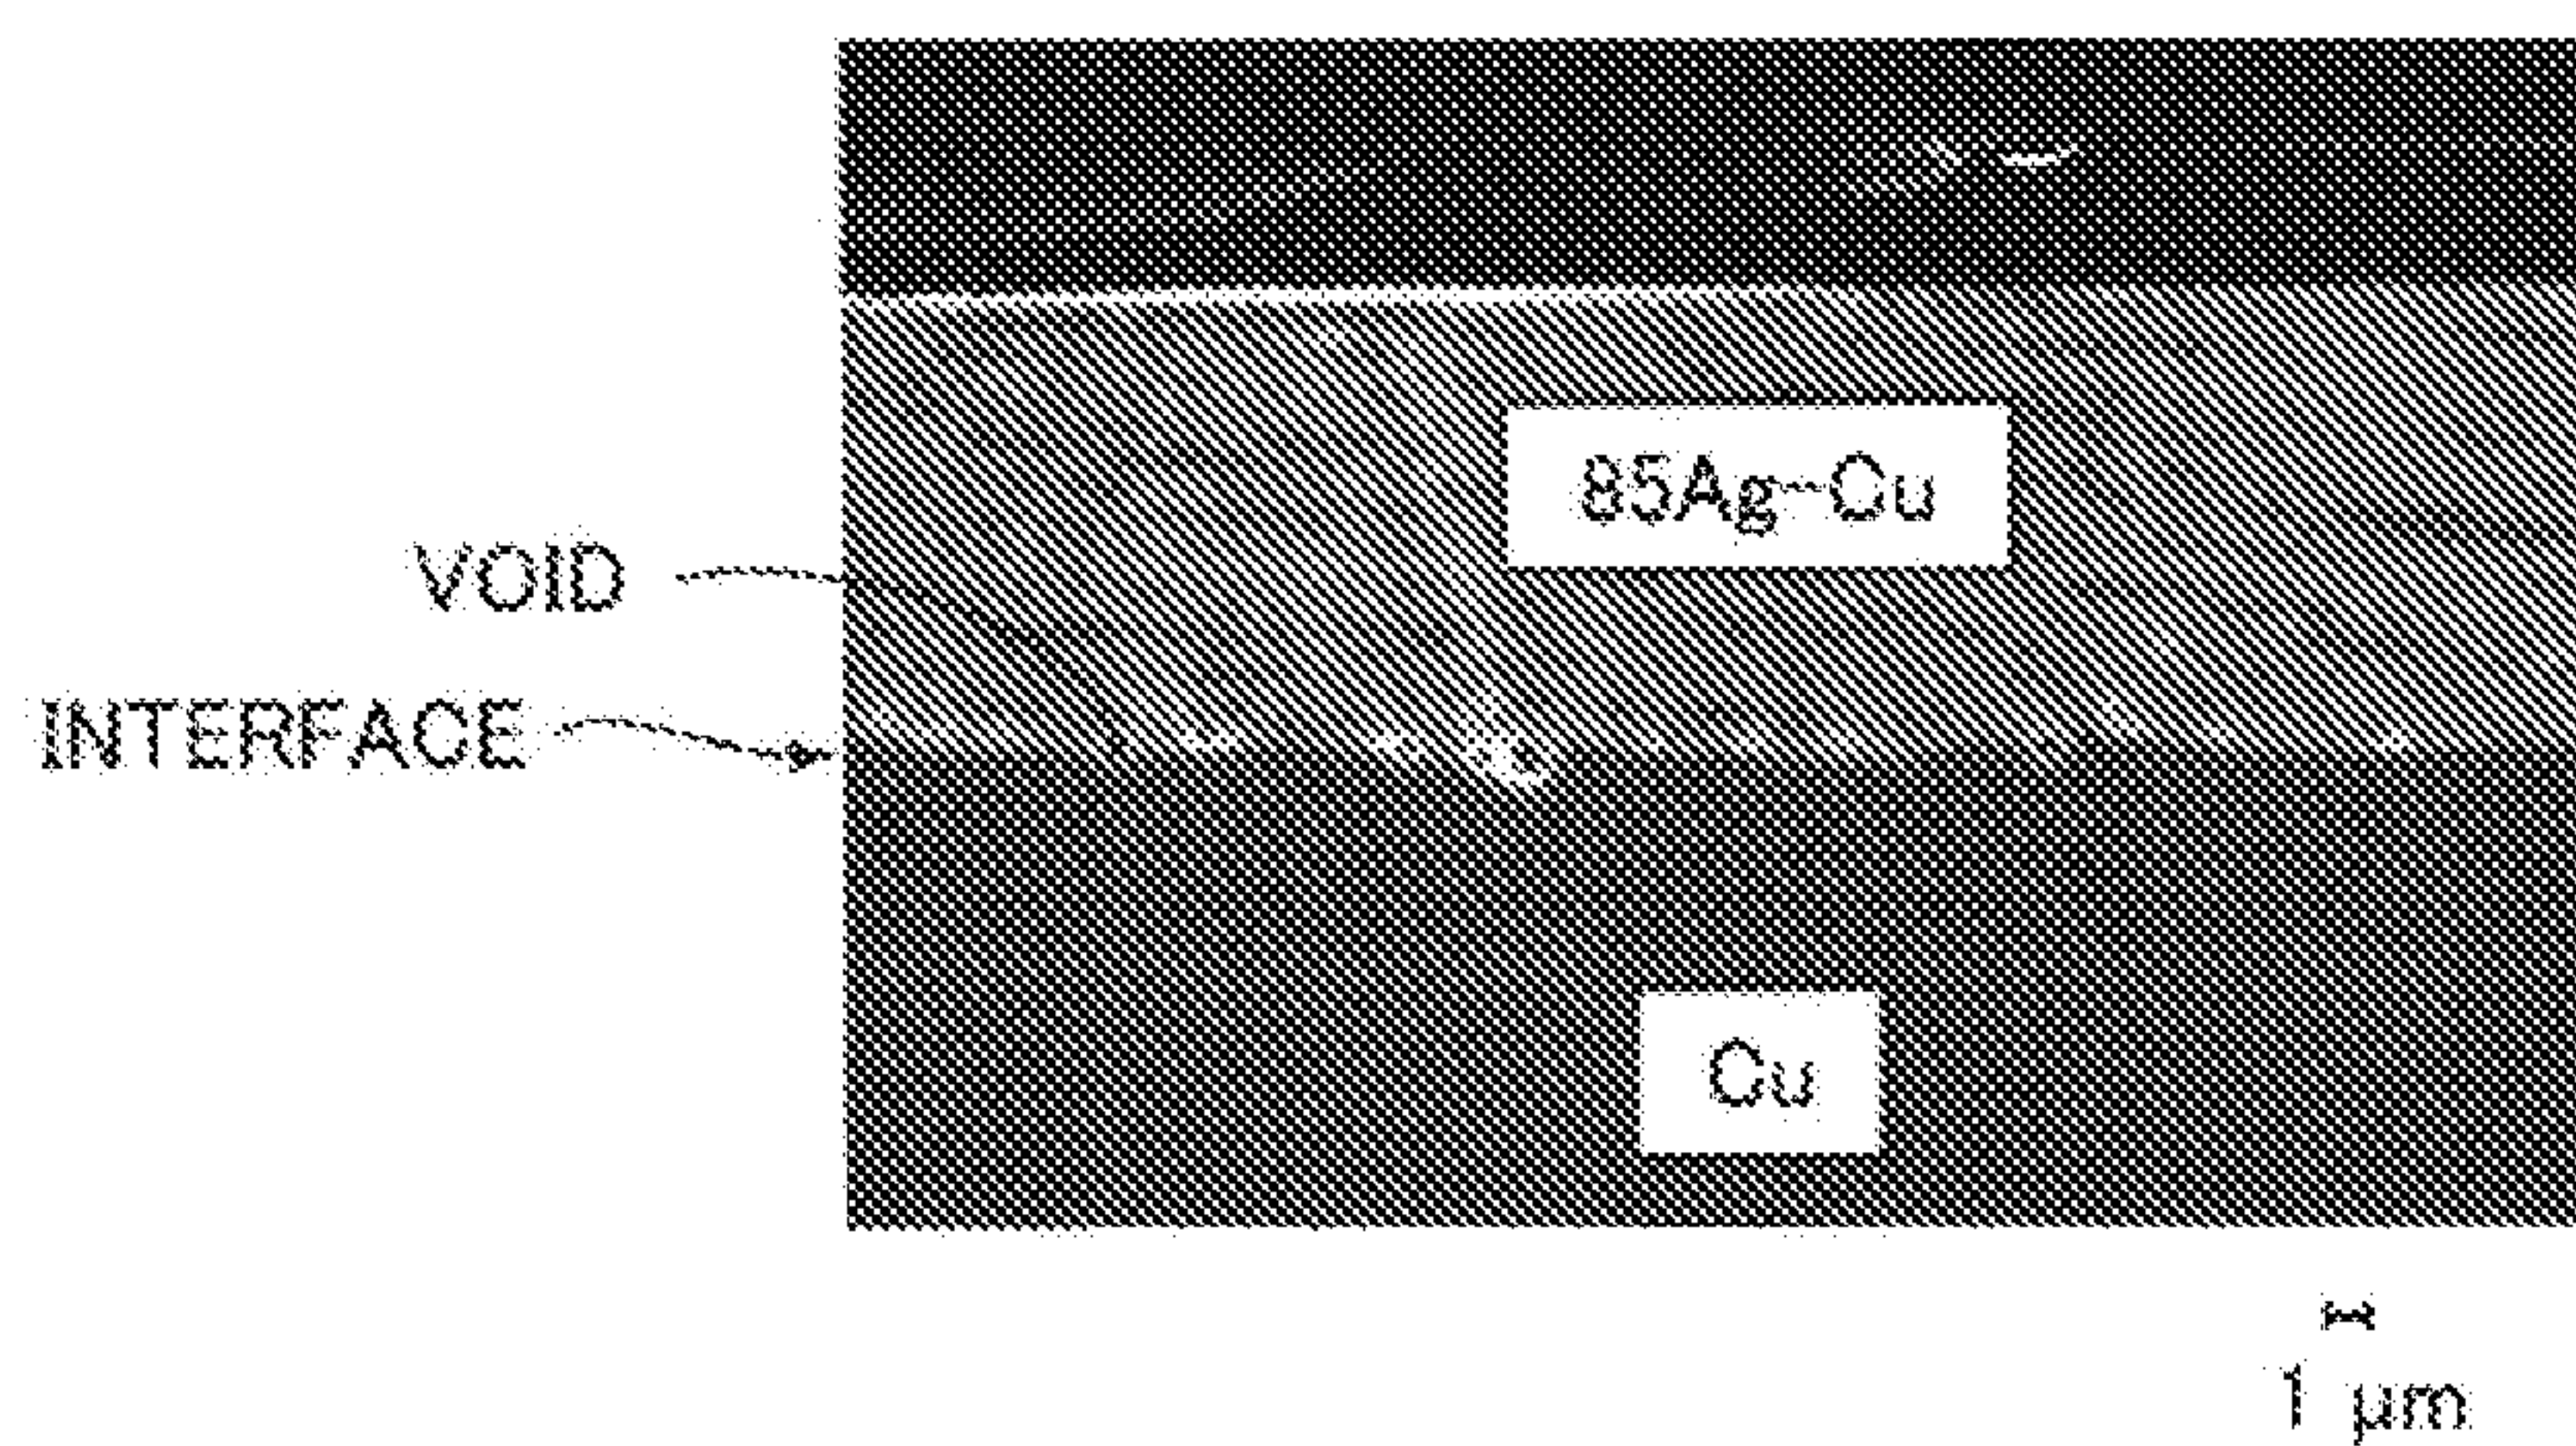 85Ag-Cu
VOID
INTERFACE
Cu
1 µm